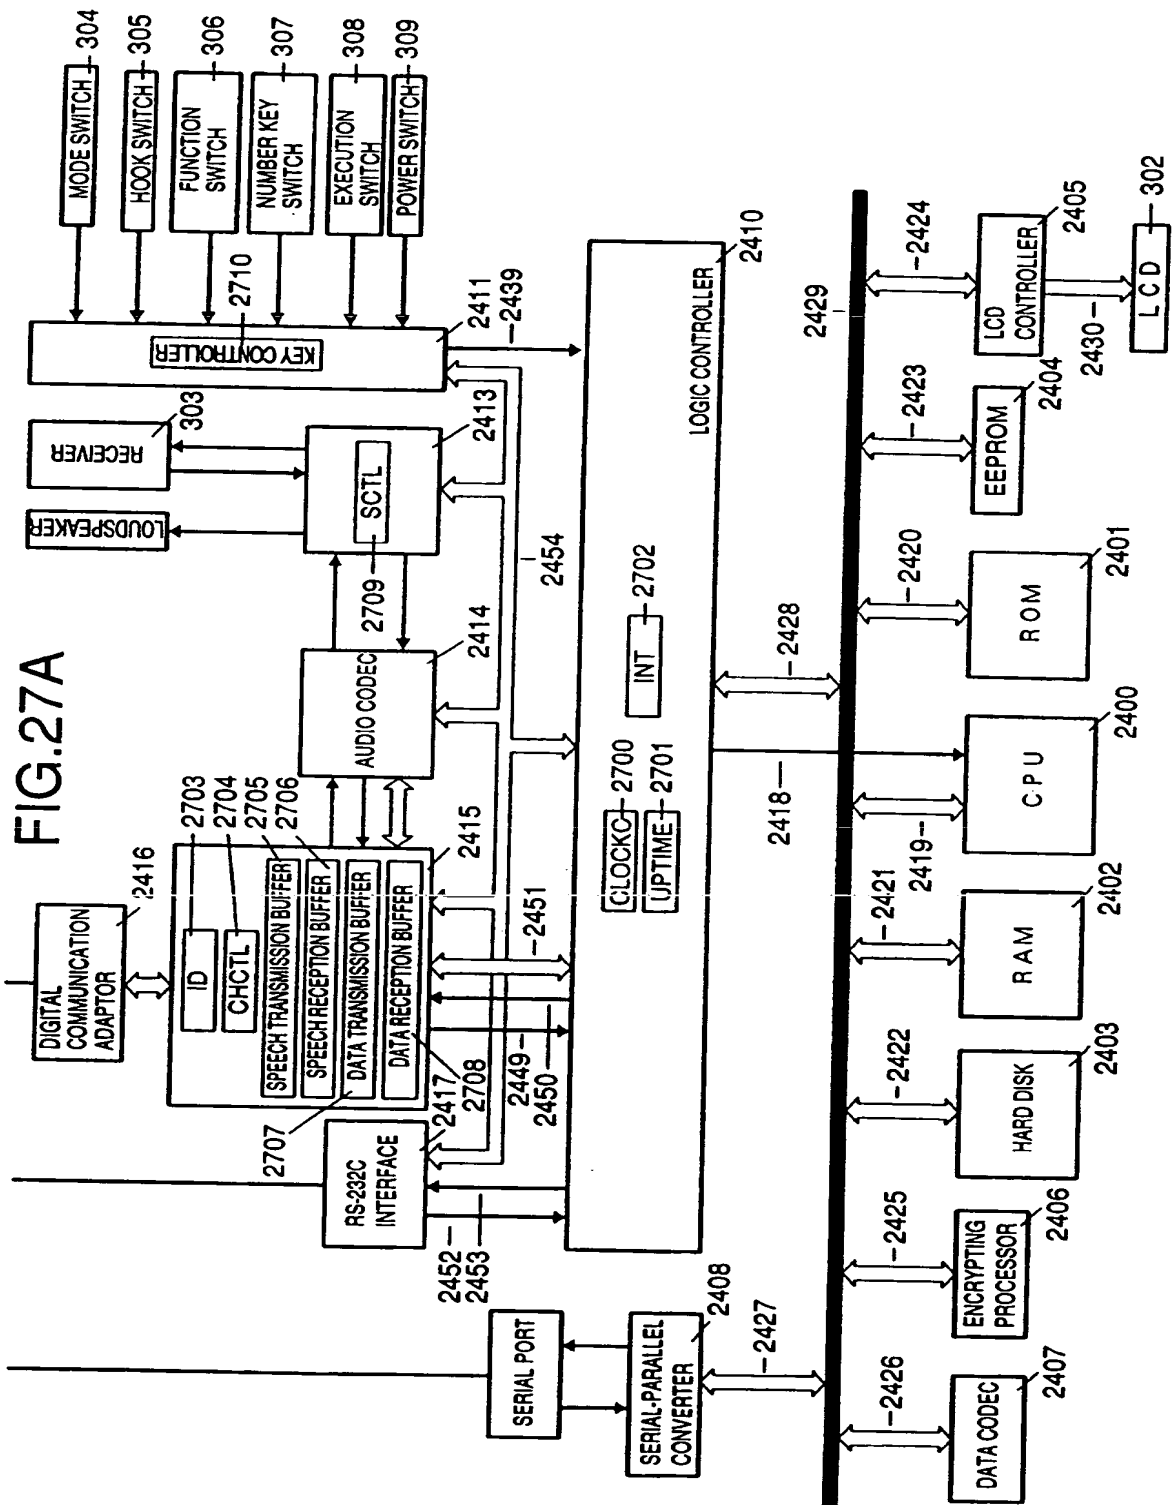 FIG.27A
MODE SWITCH
304
HOOK SWITCH
305
FUNCTION
SWITCH
306
NUMBER KEY
SWITCH
307
EXECUTION
SWITCH
308
POWER SWITCH
309
KEY CONTROLLER
2710
2411
2439
RECEIVER
303
LOUDSPEAKER
SCTL
2709
2413
2454
AUDIO CODEC
2414
DIGITAL
COMMUNICATION
ADAPTOR
2416
ID
2703
CHCTL
2704
SPEECH TRANSMISSION BUFFER
2705
SPEECH RECEPTION BUFFER
2706
DATA TRANSMISSION BUFFER
2707
DATA RECEPTION BUFFER
2708
2415
2451
2449
2450
RS-232C
INTERFACE
2417
2452
2453
SERIAL PORT
SERIAL-PARALLEL
CONVERTER
2408
2427
LOGIC CONTROLLER
2410
CLOCKC
2700
UPTIME
2701
INT
2702
2428
2418
2429
2426
DATA CODEC
2407
2425
ENCRYPTING
PROCESSOR
2406
2422
HARD DISK
2403
2421
RAM
2402
2419
CPU
2400
2420
ROM
2401
2423
EEPROM
2404
2424
LCD
CONTROLLER
2405
2430
LCD
302